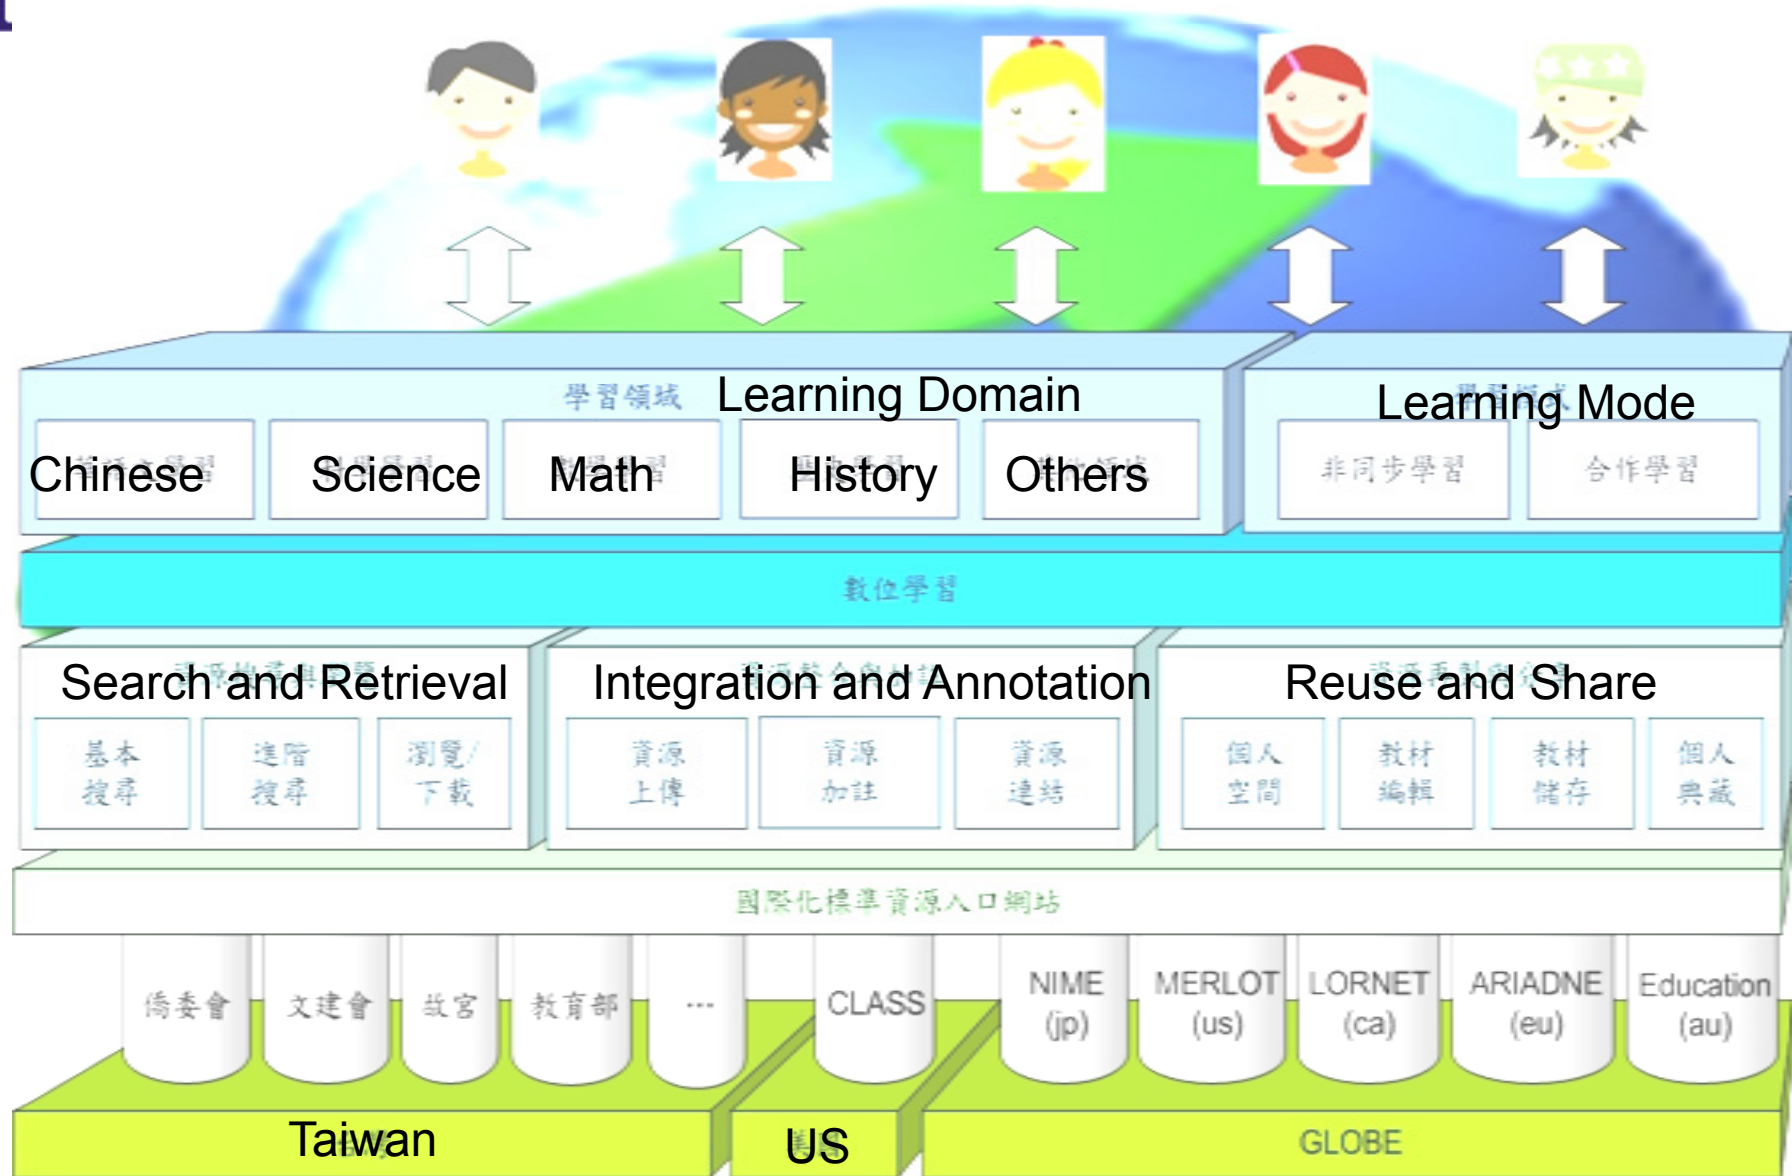 學習領域 Learning Domain
Learning Mode
Chinese
Science
Math
History
Others
非同步學習
合作學習
數位學習
Search and Retrieval
Integration and Annotation
Reuse and Share
基本
搜尋
進階
搜尋
瀏覽/
下載
資源
上傳
資源
加註
資源
連結
個人
空間
教材
編輯
教材
儲存
個人
典藏
國際化標準資源入口網站
僑委會
文建會
故宮
教育部
...
CLASS
NIME
(jp)
MERLOT
(us)
LORNET
(ca)
ARIADNE
(eu)
Education
(au)
Taiwan
US
GLOBE